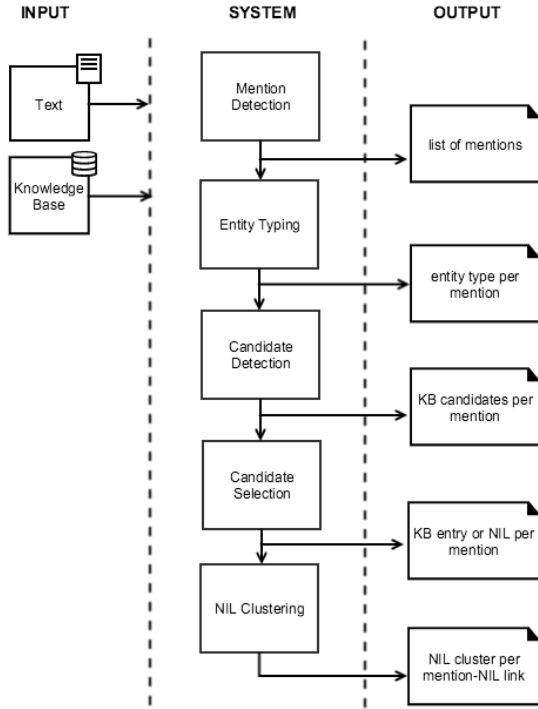 INPUT
SYSTEM
OUTPUT
Text
Knowledge
Base
Mention
Detection
list of mentions
Entity Typing
entity type per
mention
Candidate
Detection
KB candidates per
mention
Candidate
Selection
KB entry or NIL per
mention
NIL Clustering
NIL cluster per
mention-NIL link